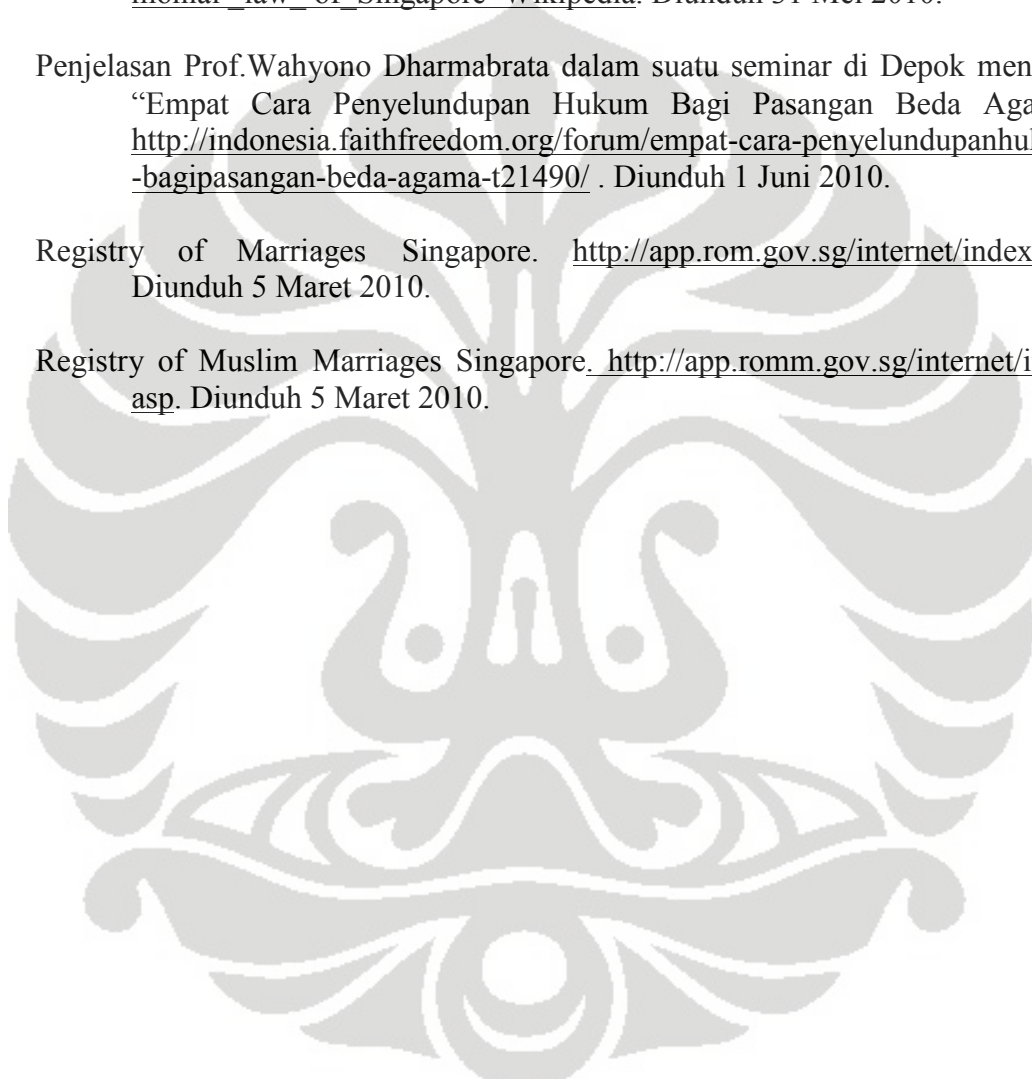 _law_ of_Singapore -Wikipedia. Diunduh 31 Mei 2010.
Penjelasan Prof.Wahyono Dharmabrata dalam suatu seminar di Depok men
“Empat Cara Penyelundupan Hukum Bagi Pasangan Beda Aga
http://indonesia.faithfreedom.org/forum/empat-cara-penyelundupanhu
-bagipasangan-beda-agama-t21490/ . Diunduh 1 Juni 2010.
Registry of Marriages Singapore. http://app.rom.gov.sg/internet/index
Diunduh 5 Maret 2010.
Registry of Muslim Marriages Singapore. http://app.romm.gov.sg/internet/i
asp. Diunduh 5 Maret 2010.